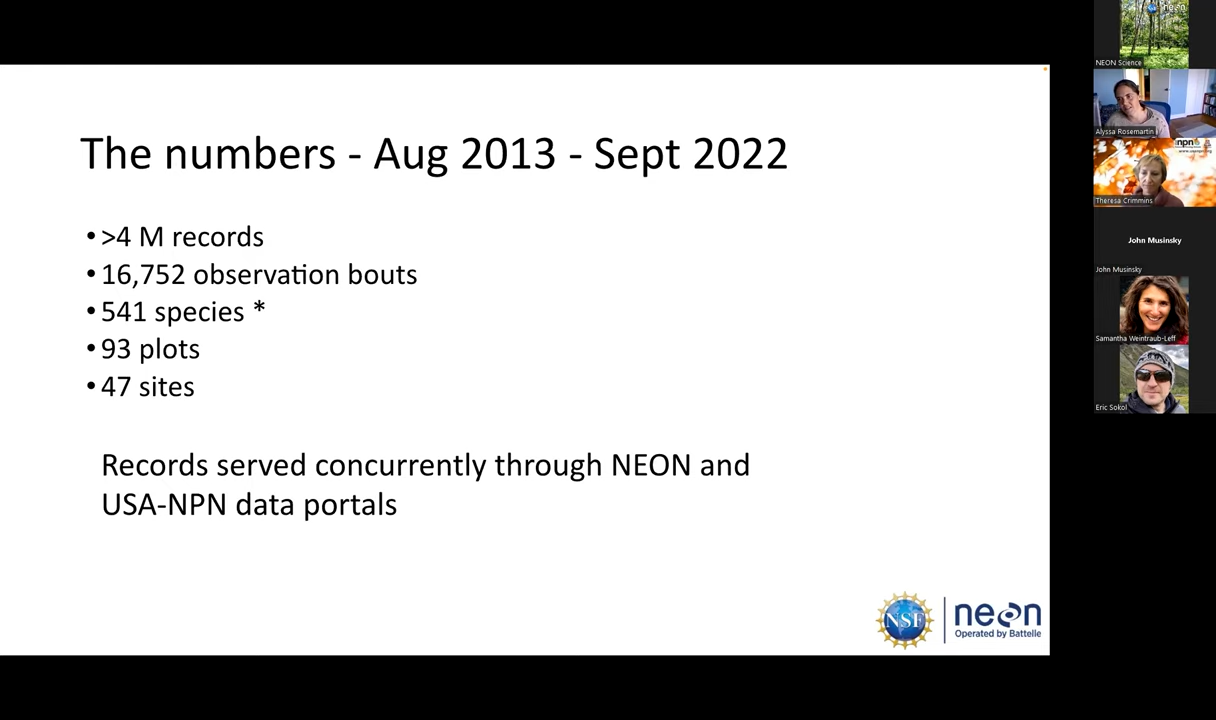 The numbers - Aug 2013 - Sept 2022
•>4 M records
•16,752 observation bouts
•541 species *
•93 plots
•47 sites
Records served concurrently through NEON and
USA-NPN data portals
NSF
neon
Operated by Battelle
neon
NEON Science
Alyssa Rosemartin
npn
Theresa Crimmins
John Musinsky
John Musinsky
Samantha Weintraub-Leff
Eric Sokol